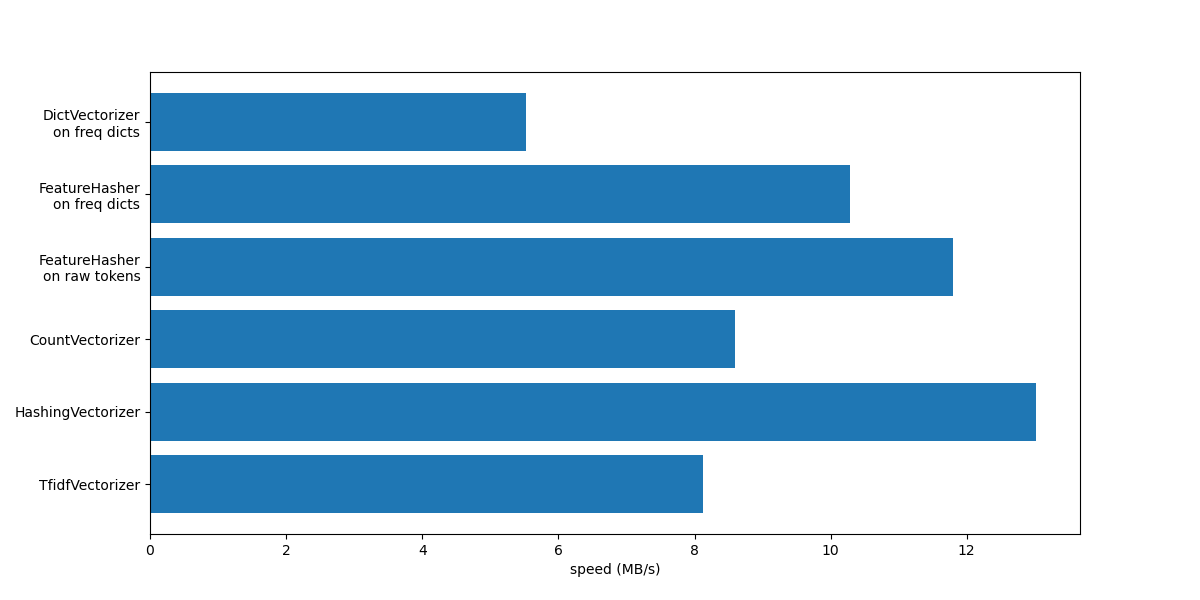 DictVectorizer
on freq dicts
FeatureHasher
on freq dicts
FeatureHasher
on raw tokens
CountVectorizer
HashingVectorizer
TfidfVectorizer
0 2 4 6 8 10 12
speed (MB/s)